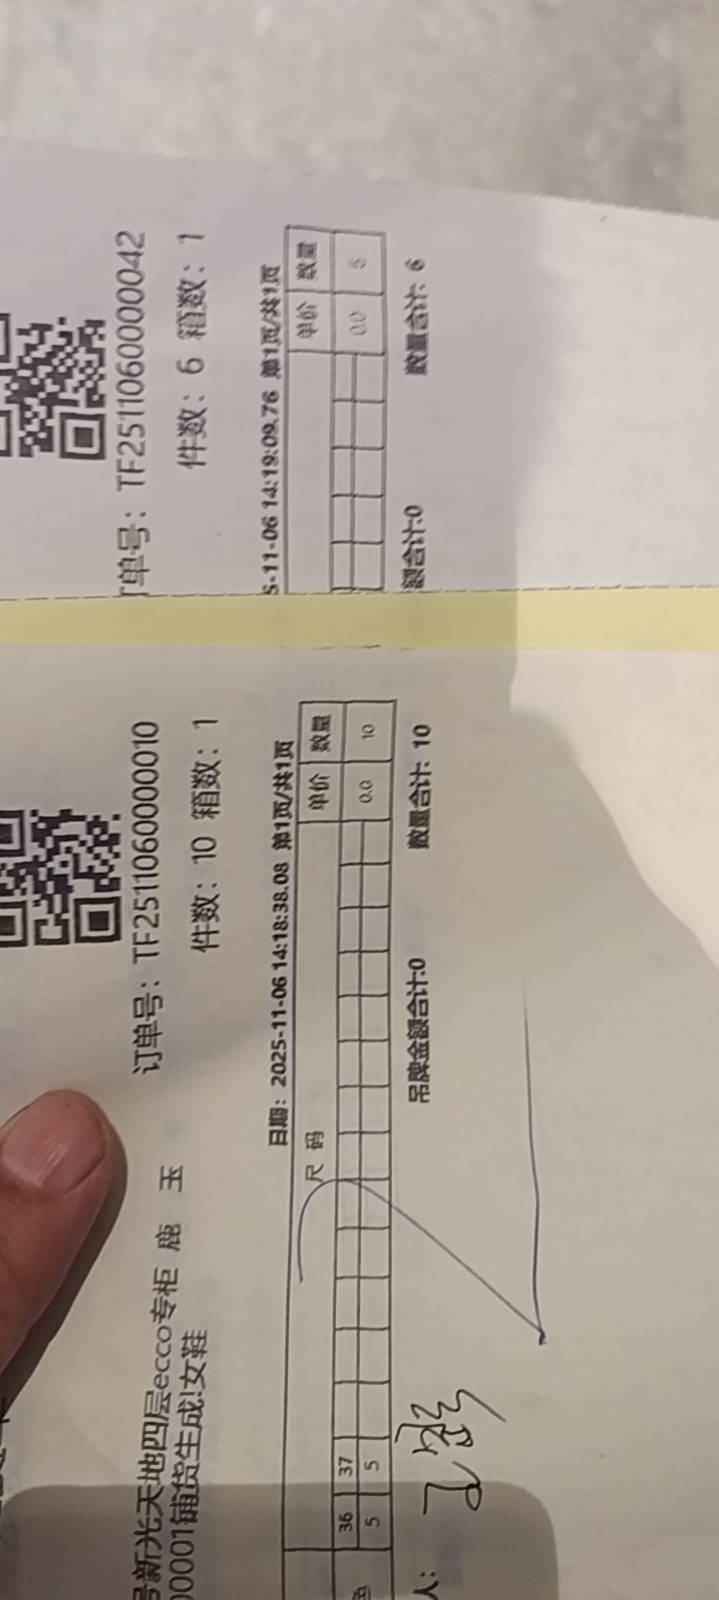 订单号：TF25110600000042
件数：6 箱数：1
5-11-06 14:19:09.76 第1页/共1页
单价 数量
0.0 6
额合计:0 数量合计: 6
订单号：TF25110600000010
号新光天地四层ecco专柜 鹿 玉
件数：10 箱数：1
00001铺货生成!女鞋
日期：2025-11-06 14:18:38.08 第1页/共1页
尺 码 单价 数量
36 37
色 5 5 0.0 10
人： 吊牌金额合计:0 数量合计: 10